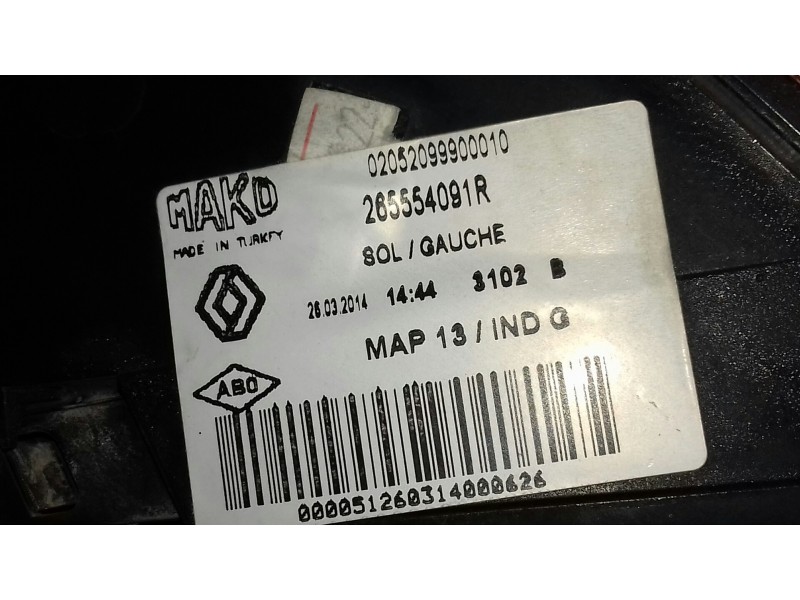 22
02052099900010
MAKO
265554091R
MADE IN TURKEY
SOL / GAUCHE
26.03.2014 14:44 3102 B
MAP 13 / IND G
ABO
000051260314000626